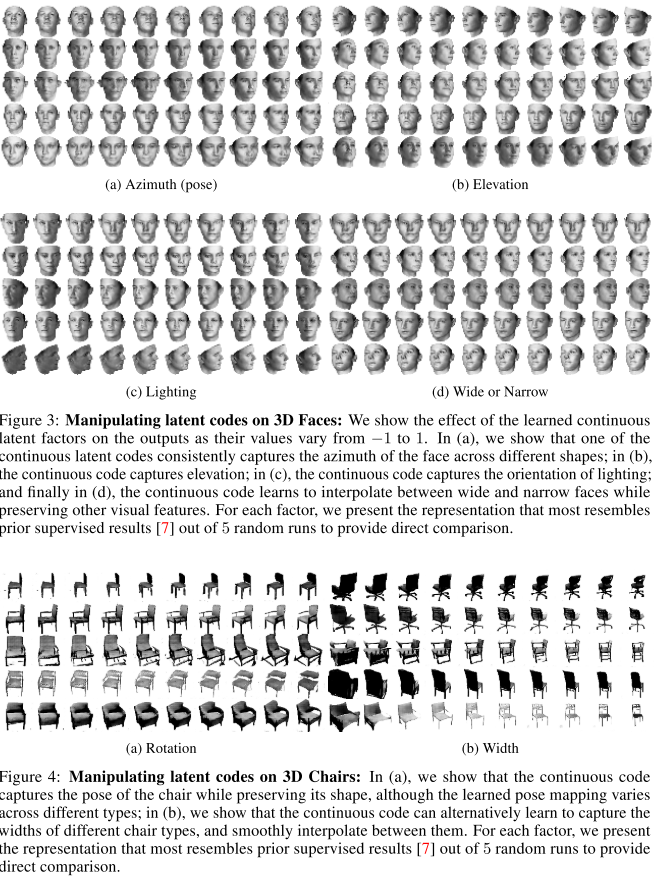 (a) Azimuth (pose)
(b) Elevation
(c) Lighting
(d) Wide or Narrow
Figure 3: Manipulating latent codes on 3D Faces: We show the effect of the learned continuous
latent factors on the outputs as their values vary from −1 to 1. In (a), we show that one of the
continuous latent codes consistently captures the azimuth of the face across different shapes; in (b),
the continuous code captures elevation; in (c), the continuous code captures the orientation of lighting;
and finally in (d), the continuous code learns to interpolate between wide and narrow faces while
preserving other visual features. For each factor, we present the representation that most resembles
prior supervised results [7] out of 5 random runs to provide direct comparison.
(a) Rotation
(b) Width
Figure 4: Manipulating latent codes on 3D Chairs: In (a), we show that the continuous code
captures the pose of the chair while preserving its shape, although the learned pose mapping varies
across different types; in (b), we show that the continuous code can alternatively learn to capture the
widths of different chair types, and smoothly interpolate between them. For each factor, we present
the representation that most resembles prior supervised results [7] out of 5 random runs to provide
direct comparison.